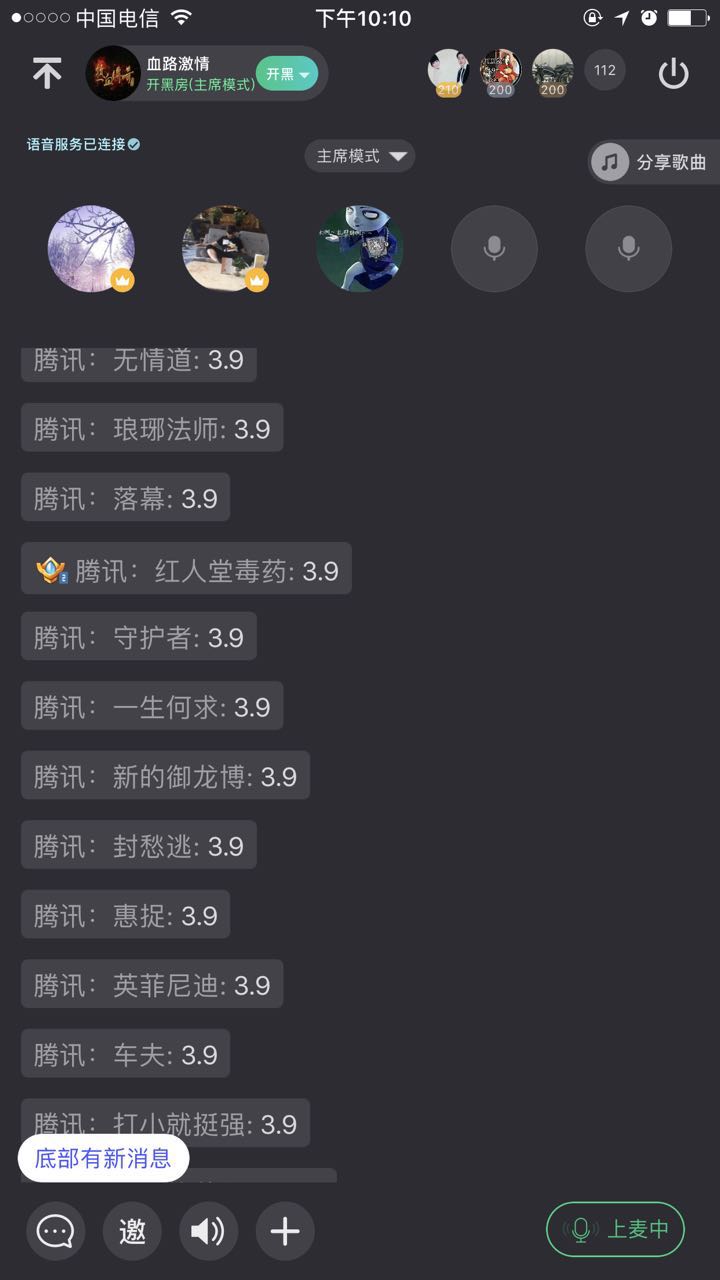 中国电信
下午10:10
血路激情
开黑房(主席模式)
开黑
210
200
200
112
语音服务已连接
主席模式
分享歌曲
腾讯： 无情道: 3.9
腾讯： 琅琊法师: 3.9
腾讯： 落幕: 3.9
腾讯： 红人堂毒药: 3.9
腾讯： 守护者: 3.9
腾讯： 一生何求: 3.9
腾讯： 新的御龙博: 3.9
腾讯： 封愁逃: 3.9
腾讯： 惠捉: 3.9
腾讯： 英菲尼迪: 3.9
腾讯： 车夫: 3.9
腾讯： 打小就挺强: 3.9
底部有新消息
邀
上麦中